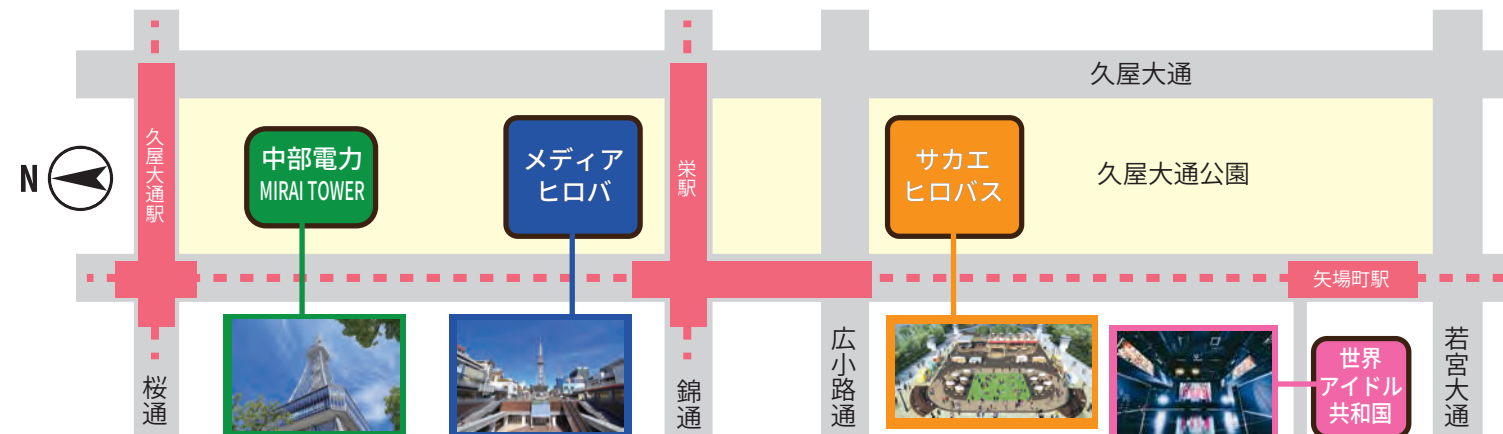 久屋大通
N
久屋大通駅
中部電力
MIRAI TOWER
メディア
ヒロバ
栄駅
サカエ
ヒロバス
久屋大通公園
矢場町駅
桜通
錦通
広小路通
世界
アイドル
共和国
若宮大通